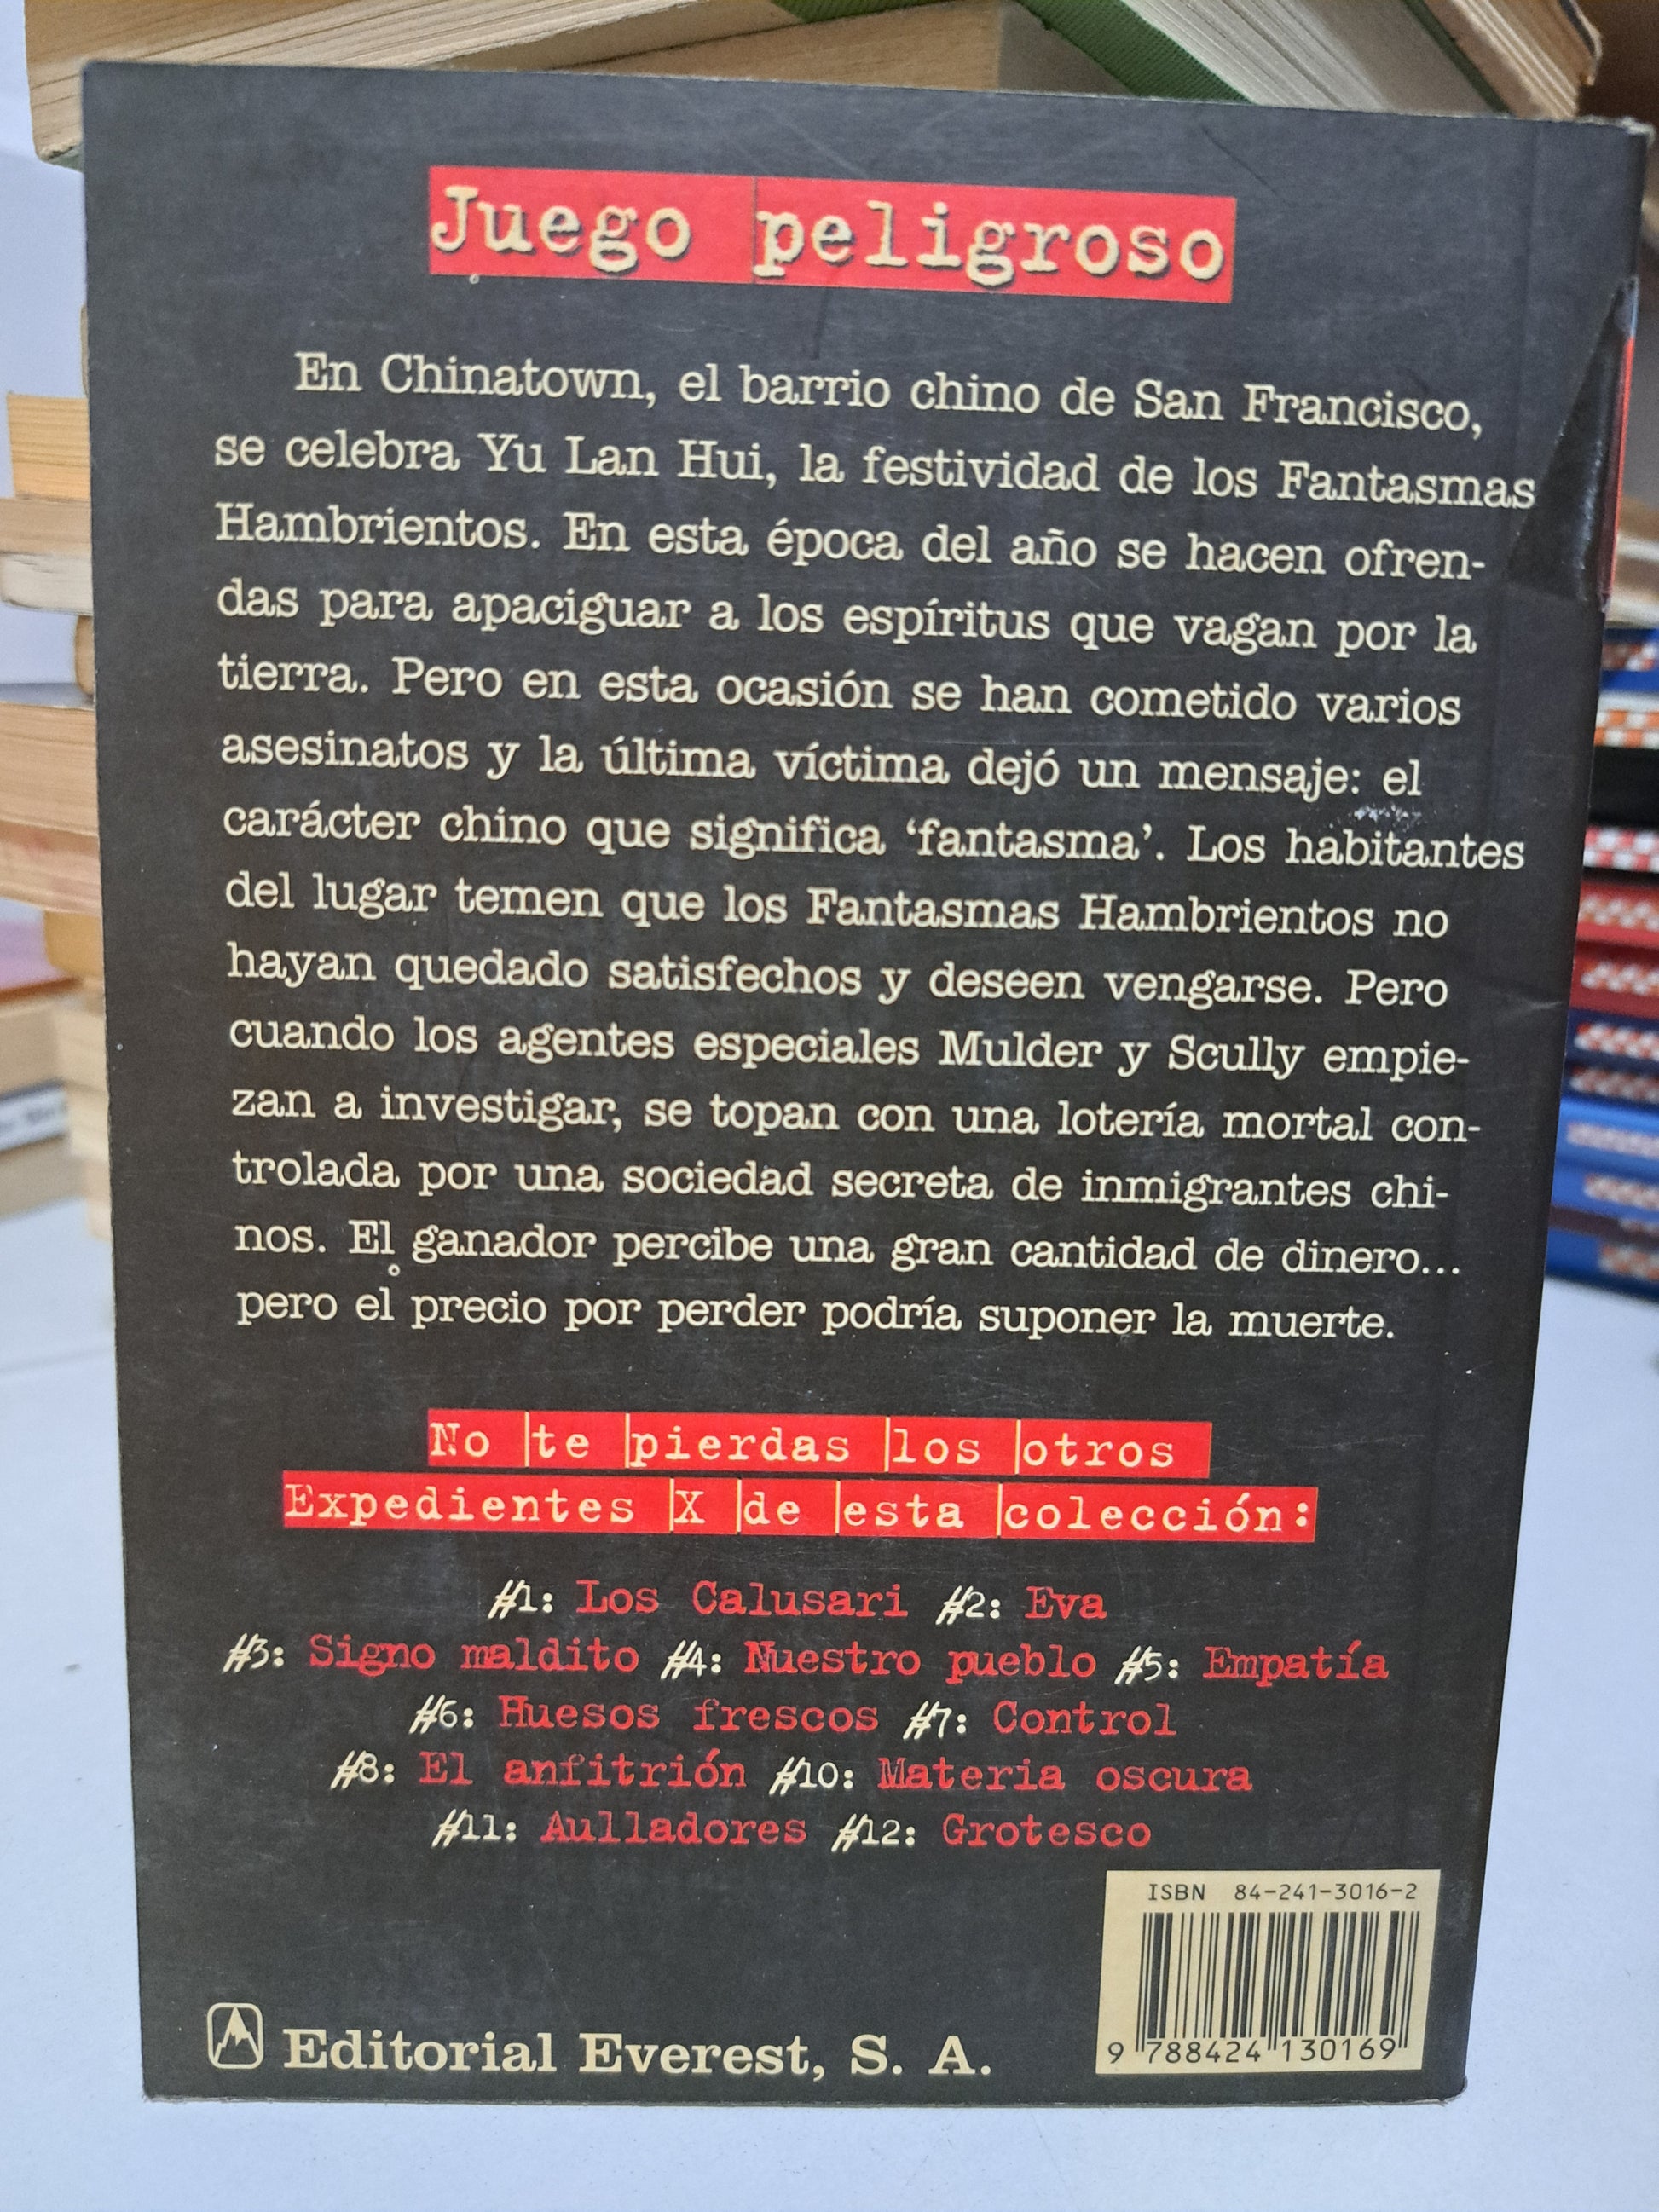 Juego peligroso
En Chinatown, el barrio chino de San Francisco,
se celebra Yu Lan Hui, la festividad de los Fantasmas
Hambrientos. En esta época del año se hacen ofren-
das para apaciguar a los espíritus que vagan por la
tierra. Pero en esta ocasión se han cometido varios
asesinatos y la última víctima dejó un mensaje: el
carácter chino que significa ‘fantasma’. Los habitantes
del lugar temen que los Fantasmas Hambrientos no
hayan quedado satisfechos y deseen vengarse. Pero
cuando los agentes especiales Mulder y Scully empie-
zan a investigar, se topan con una lotería mortal con-
trolada por una sociedad secreta de inmigrantes chi-
nos. El ganador percibe una gran cantidad de dinero...
pero el precio por perder podría suponer la muerte.
No te pierdas los otros
Expedientes X de esta colección:
#1: Los Calusari #2: Eva
#3: Signo maldito #4: Nuestro pueblo #5: Empatía
#6: Huesos frescos #7: Control
#8: El anfitrión #10: Materia oscura
#11: Aulladores #12: Grotesco
ISBN 84-241-3016-2
9 788424 130169
Editorial Everest, S. A.